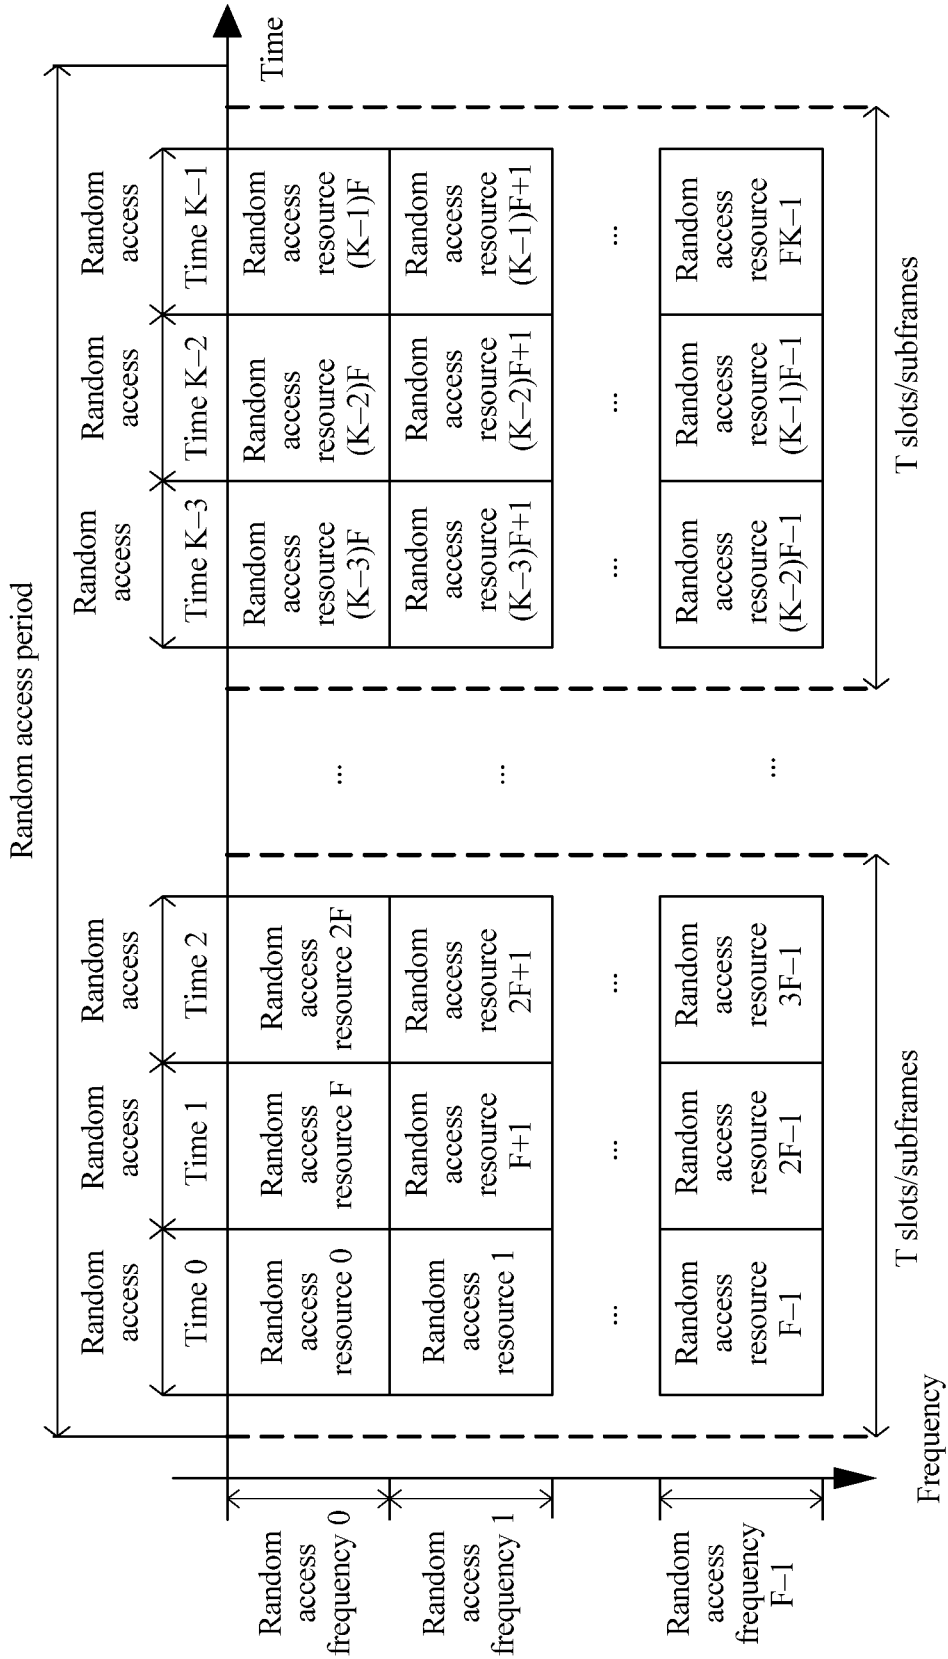 Random access period
Random
access
Random
access
Random
access
Random
access
Random
access
Random
access
Time 0
Time 1
Time 2
Time K–3
Time K–2
Time K–1
Time
Random
access
frequency 0
Random
access
resource 0
Random
access
resource F
Random
access
resource 2F
...
Random
access
resource
(K–3)F
Random
access
resource
(K–2)F
Random
access
resource
(K–1)F
Random
access
frequency 1
Random
access
resource 1
Random
access
resource
F+1
Random
access
resource
2F+1
...
Random
access
resource
(K–3)F+1
Random
access
resource
(K–2)F+1
Random
access
resource
(K–1)F+1
...
...
...
...
...
...
Random
access
frequency
F–1
Random
access
resource
F–1
Random
access
resource
2F–1
Random
access
resource
3F–1
...
Random
access
resource
(K–2)F–1
Random
access
resource
(K–1)F–1
Random
access
resource
FK–1
T slots/subframes
T slots/subframes
Frequency